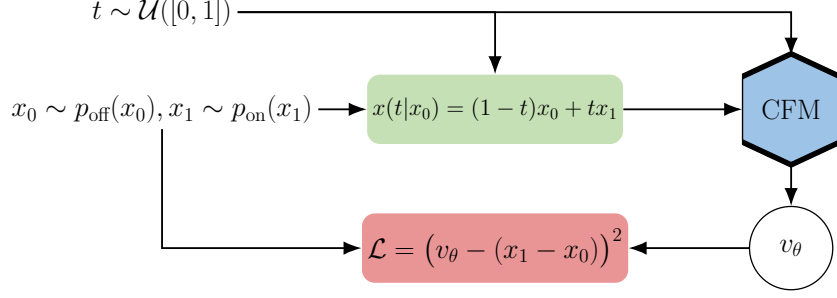 t ∼ 𝒰([0, 1])
x₀ ∼ p_off(x₀), x₁ ∼ p_on(x₁)
x(t|x₀) = (1 − t)x₀ + tx₁
CFM
ℒ = (v_θ − (x₁ − x₀))²
v_θ